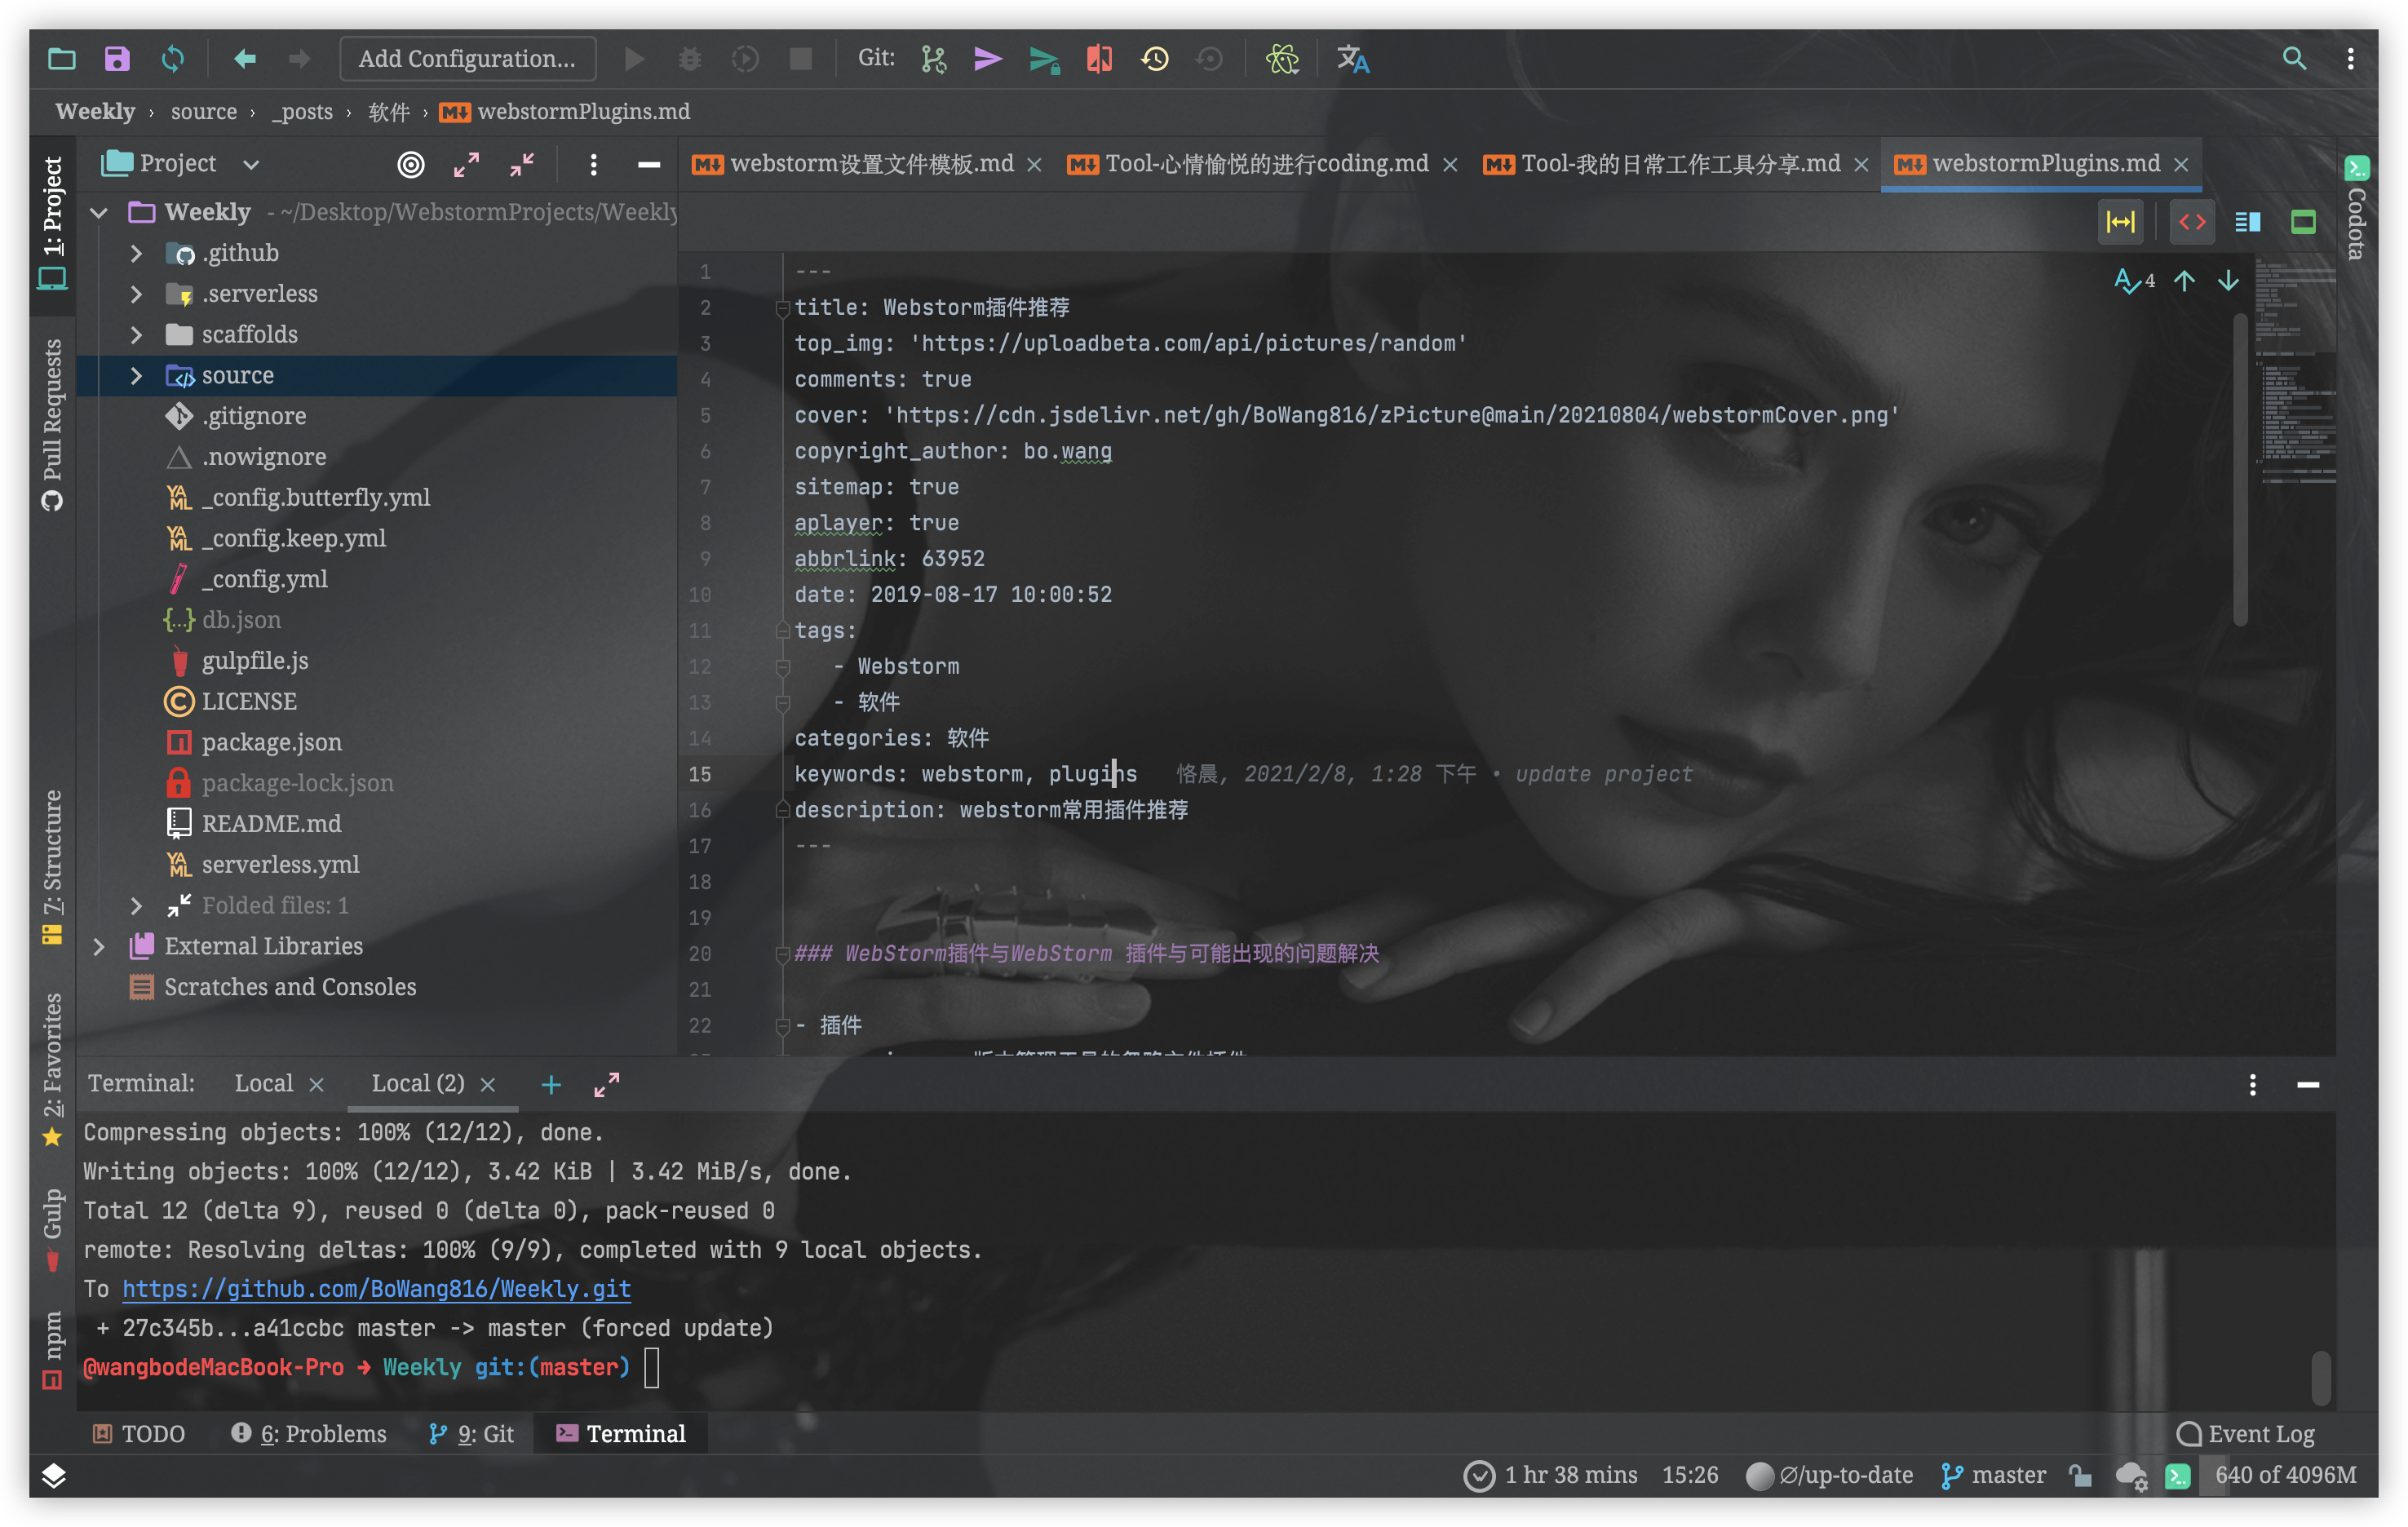 Add Configuration...
Git:
Weekly › source › _posts › 软件 › webstormPlugins.md
1: Project
Pull Requests
7: Structure
2: Favorites
Gulp
npm
Project
Weekly - ~/Desktop/WebstormProjects/Weekly
.github
.serverless
scaffolds
source
.gitignore
.nowignore
YAML _config.butterfly.yml
YAML _config.keep.yml
_config.yml
{...} db.json
gulpfile.js
LICENSE
package.json
package-lock.json
README.md
YAML serverless.yml
Folded files: 1
External Libraries
Scratches and Consoles
webstorm设置文件模板.md Tool-心情愉悦的进行coding.md Tool-我的日常工作工具分享.md webstormPlugins.md
Codota
4
1 ---
2 title: Webstorm插件推荐
3 top_img: 'https://uploadbeta.com/api/pictures/random'
4 comments: true
5 cover: 'https://cdn.jsdelivr.net/gh/BoWang816/zPicture@main/20210804/webstormCover.png'
6 copyright_author: bo.wang
7 sitemap: true
8 aplayer: true
9 abbrlink: 63952
10 date: 2019-08-17 10:00:52
11 tags:
12 - Webstorm
13 - 软件
14 categories: 软件
15 keywords: webstorm, plugins 恪晨, 2021/2/8, 1:28 下午 • update project
16 description: webstorm常用插件推荐
17 ---
18
19
20 ### WebStorm插件与WebStorm 插件与可能出现的问题解决
21
22 - 插件
Terminal: Local Local (2)
Compressing objects: 100% (12/12), done.
Writing objects: 100% (12/12), 3.42 KiB | 3.42 MiB/s, done.
Total 12 (delta 9), reused 0 (delta 0), pack-reused 0
remote: Resolving deltas: 100% (9/9), completed with 9 local objects.
To https://github.com/BoWang816/Weekly.git
+ 27c345b...a41ccbc master -> master (forced update)
@wangbodeMacBook-Pro → Weekly git:(master)
TODO 6: Problems 9: Git Terminal Event Log
1 hr 38 mins 15:26 ∅/up-to-date master 640 of 4096M